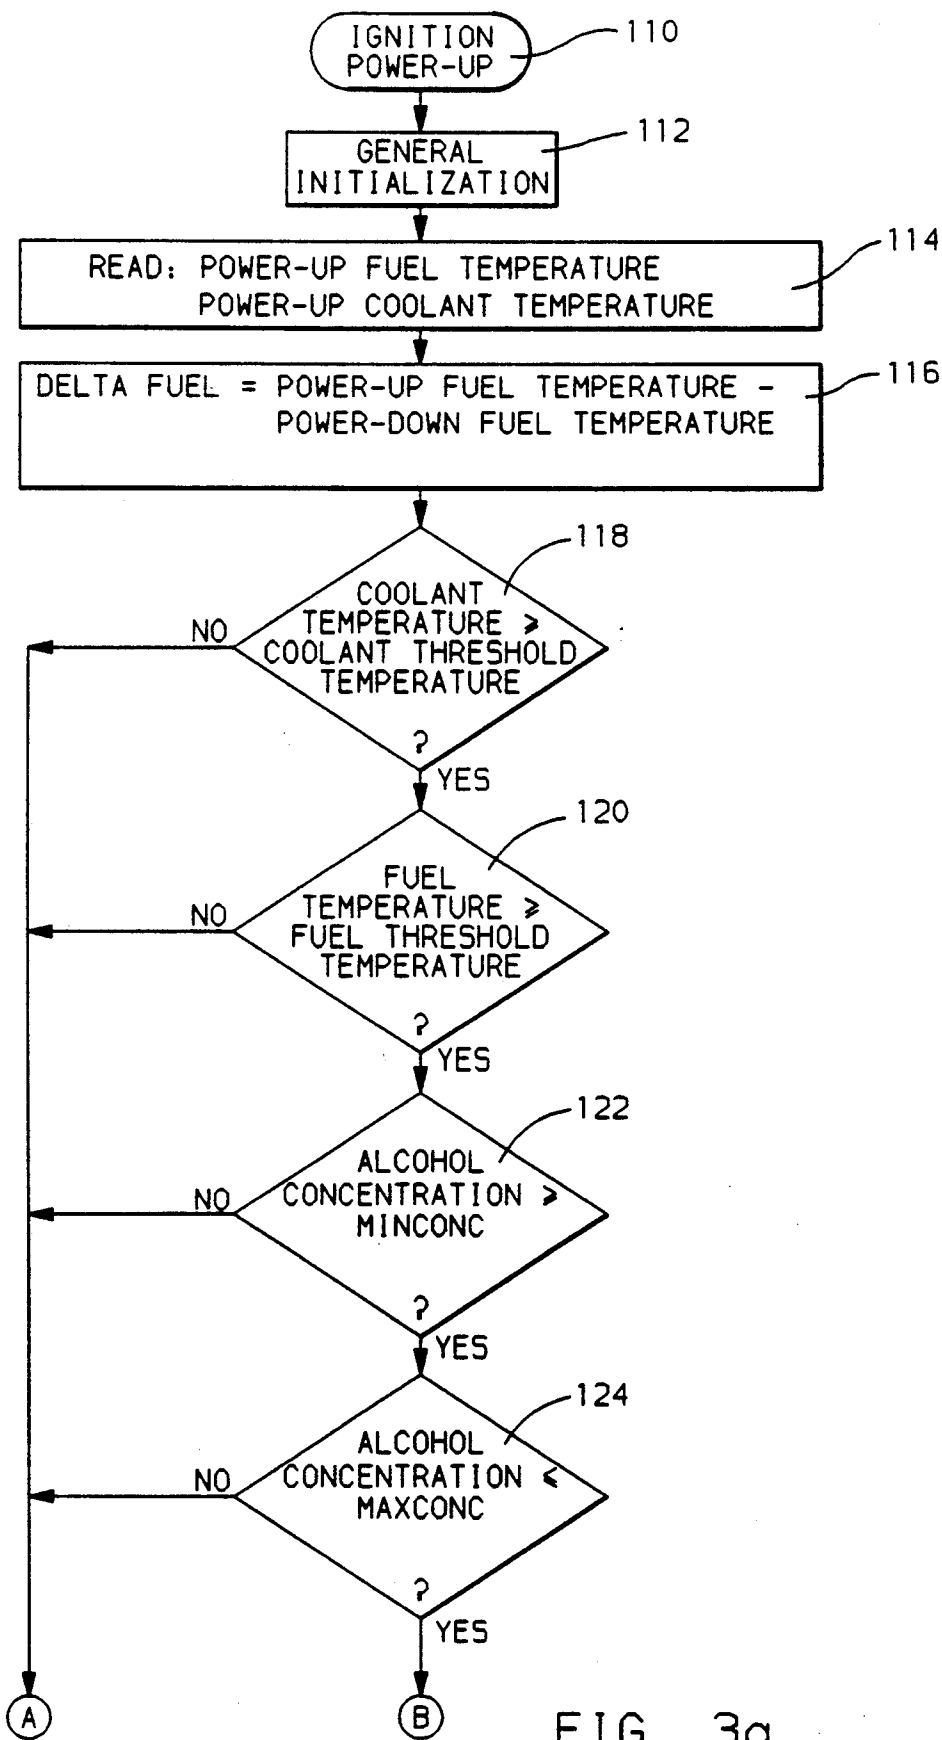 IGNITION
POWER-UP
110
GENERAL
INITIALIZATION
112
READ: POWER-UP FUEL TEMPERATURE
POWER-UP COOLANT TEMPERATURE
114
DELTA FUEL = POWER-UP FUEL TEMPERATURE -
POWER-DOWN FUEL TEMPERATURE
116
118
COOLANT
TEMPERATURE ⩾
COOLANT THRESHOLD
TEMPERATURE
?
NO
YES
120
FUEL
TEMPERATURE ⩾
FUEL THRESHOLD
TEMPERATURE
?
NO
YES
122
ALCOHOL
CONCENTRATION ⩾
MINCONC
?
NO
YES
124
ALCOHOL
CONCENTRATION ⩽
MAXCONC
?
NO
YES
A
B
FIG. 3a